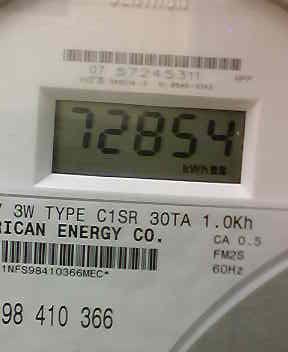 07 57245311
72854
kWh
3W TYPE C1SR 30TA 1.0Kh
RICAN ENERGY CO.
CA 0.5
FM2S
60Hz
1NFS98410366MEC*
98 410 366